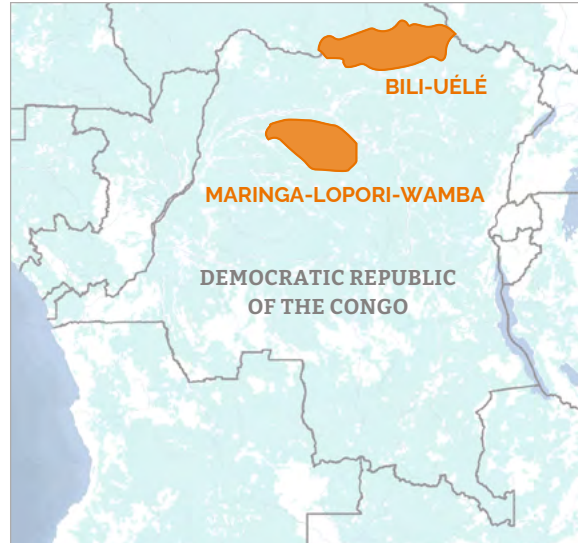 BILI-UÉLÉ
MARINGA-LOPORI-WAMBA
DEMOCRATIC REPUBLIC
OF THE CONGO